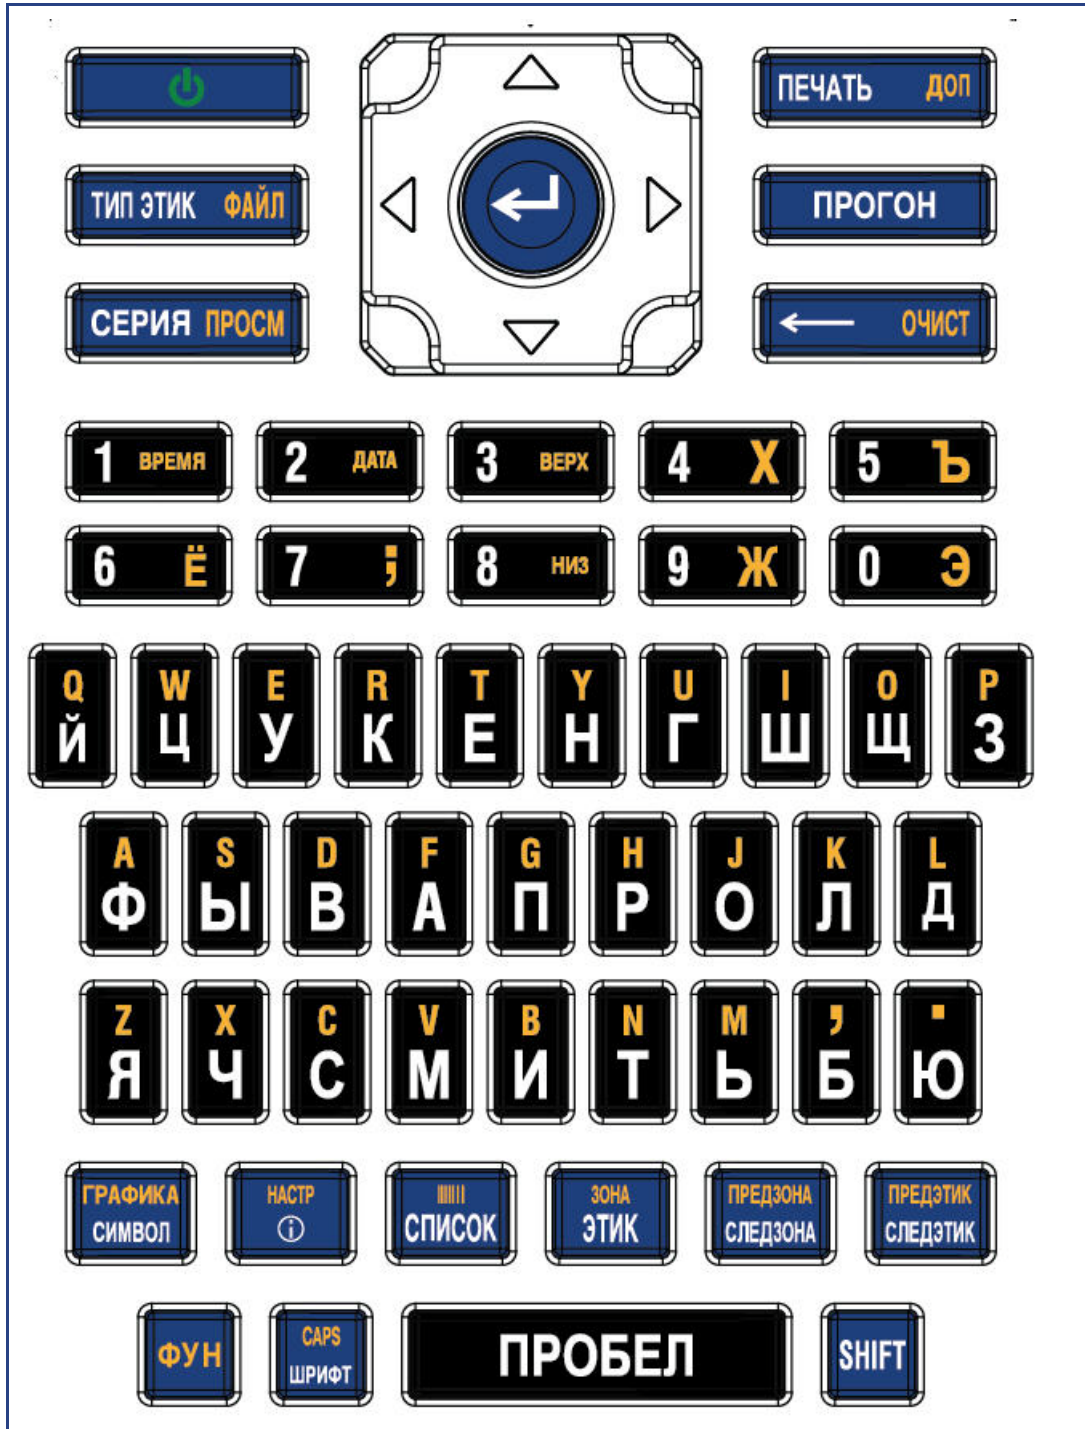 ПЕЧАТЬ ДОП
ТИП ЭТИК ФАЙЛ
ПРОГОН
СЕРИЯ ПРОСМ
ОЧИСТ
1 ВРЕМЯ 2 ДАТА 3 ВЕРХ 4 Х 5 Ъ
6 Ё 7 ; 8 НИЗ 9 Ж 0 Э
Q W E R T Y U I O P
Й Ц У К Е Н Г Ш Щ З
A S D F G H J K L
Ф Ы В А П Р О Л Д
Z X C V B N M , .
Я Ч С М И Т Ь Б Ю
ГРАФИКА НАСТР ЗОНА ПРЕДЗОНА ПРЕДЭТИК
СИМВОЛ СПИСОК ЭТИК СЛЕДЗОНА СЛЕДЭТИК
ФУН CAPS ПРОБЕЛ SHIFT
ШРИФТ